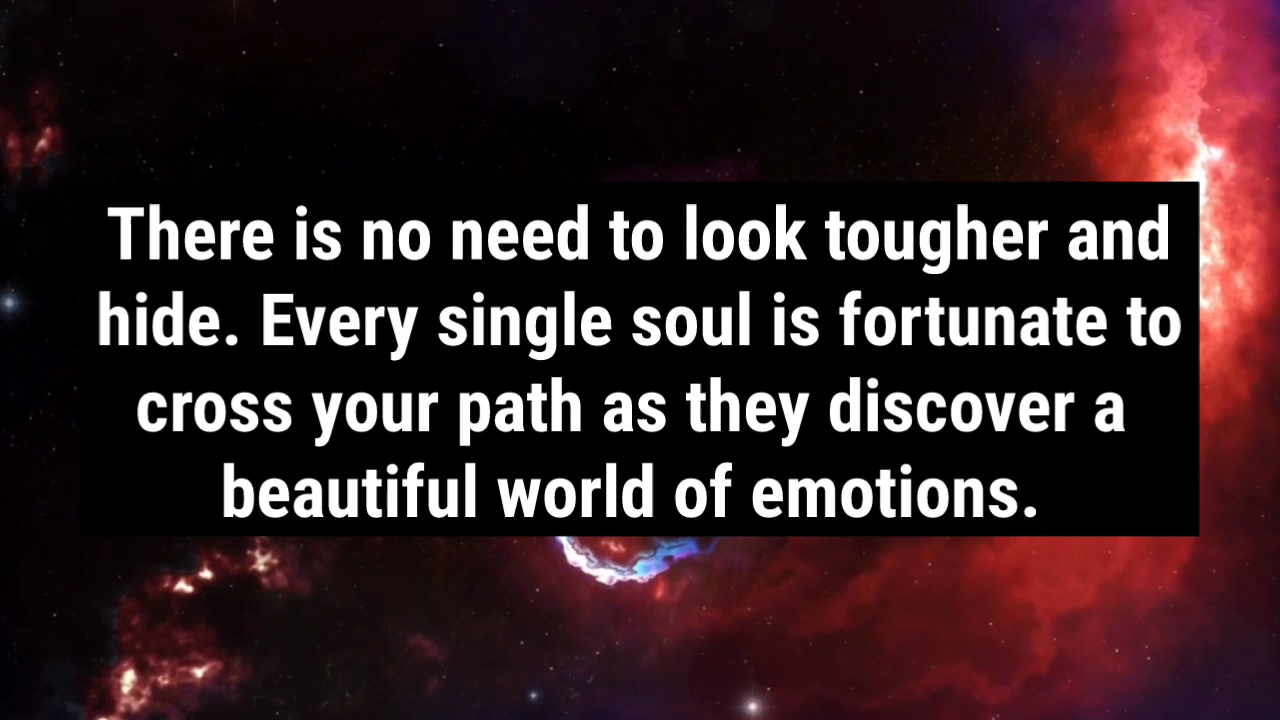 There is no need to look tougher and
hide. Every single soul is fortunate to
cross your path as they discover a
beautiful world of emotions.